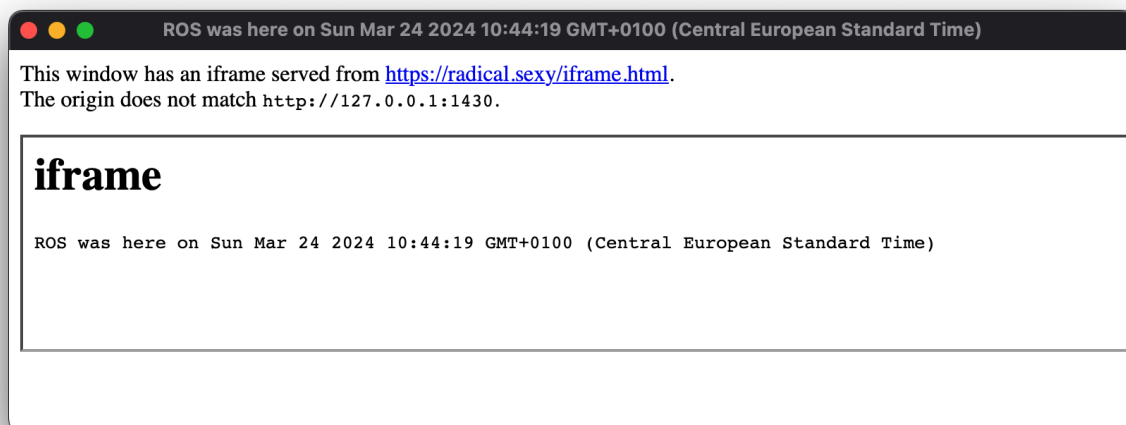 ROS was here on Sun Mar 24 2024 10:44:19 GMT+0100 (Central European Standard Time)
This window has an iframe served from https://radical.sexy/iframe.html.
The origin does not match http://127.0.0.1:1430.
iframe
ROS was here on Sun Mar 24 2024 10:44:19 GMT+0100 (Central European Standard Time)